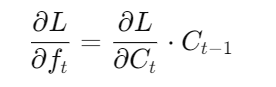 ∂L/∂f_t = ∂L/∂C_t · C_{t−1}